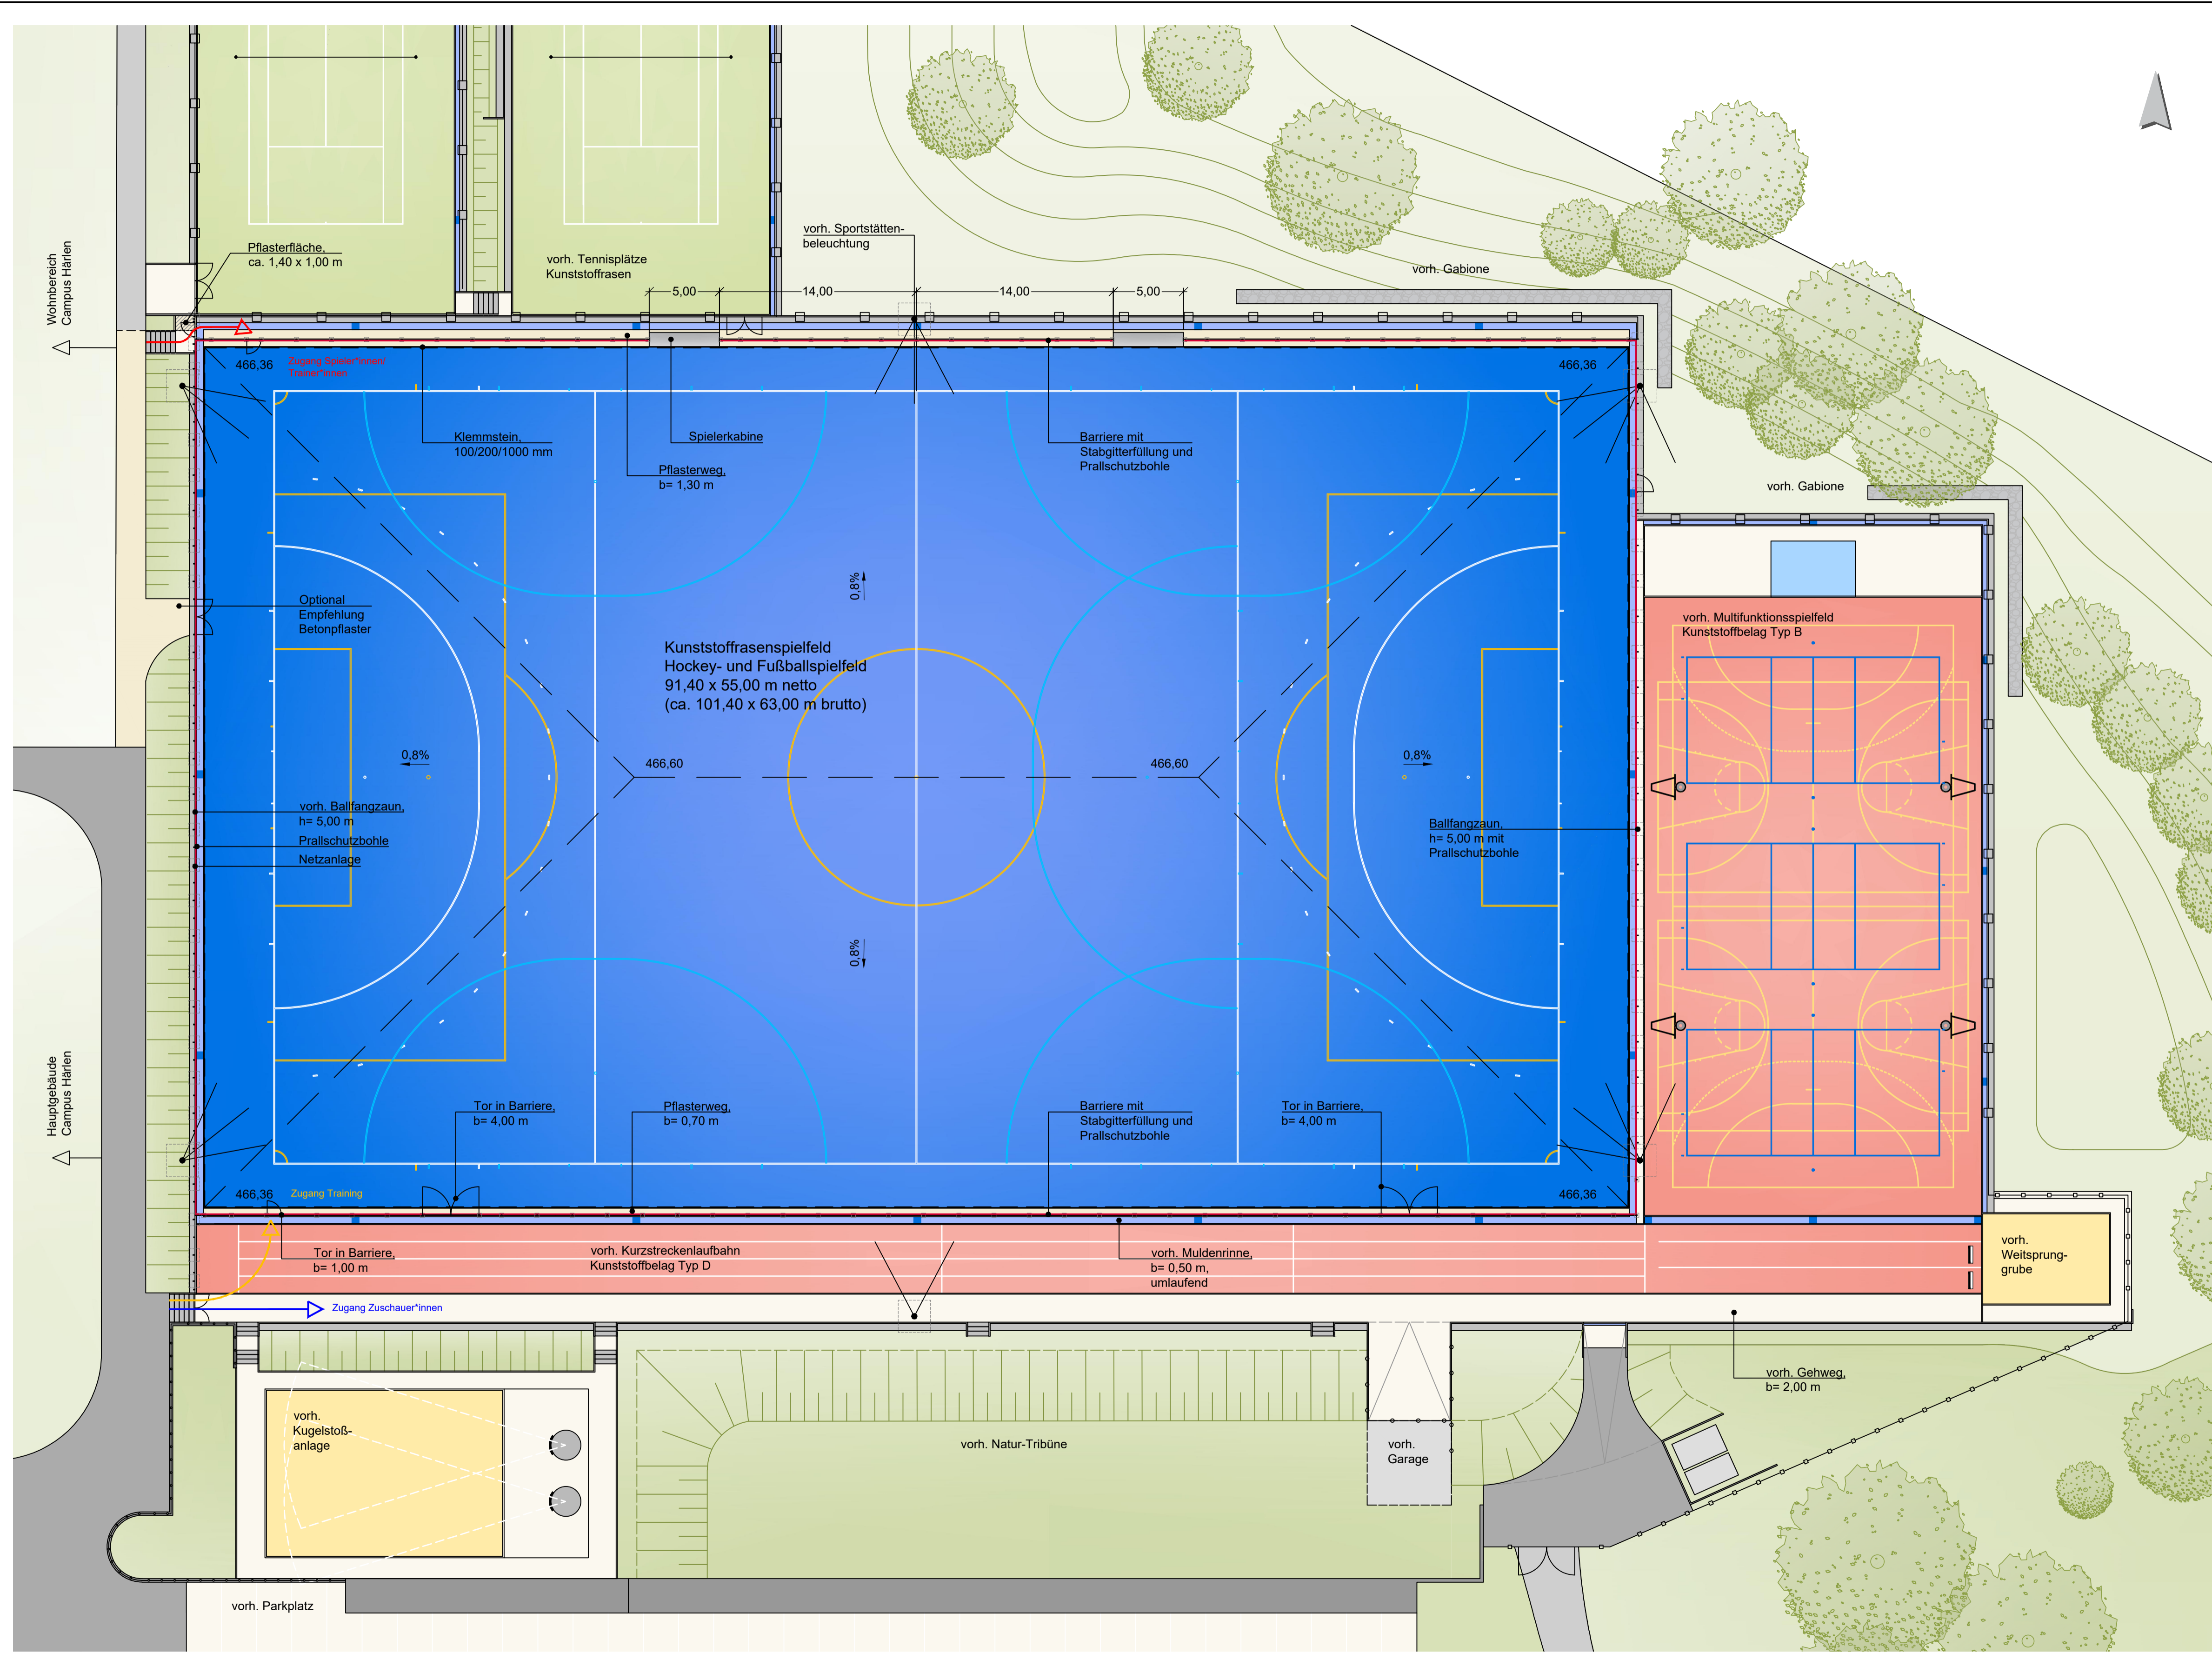 Wohnbereich
Campus Härlen
Pflasterfläche,
ca. 1,40 x 1,00 m
vorh. Tennisplätze
Kunststoffrasen
vorh. Sportstätten-
beleuchtung
vorh. Gabione
5,00
14,00
14,00
5,00
466,36
Zugang Spieler*innen/
Trainer*innen
466,36
Klemmstein,
100/200/1000 mm
Spielerkabine
Pflasterweg,
b= 1,30 m
Barriere mit
Stabgitterfüllung und
Prallschutzbohle
vorh. Gabione
Optional
Empfehlung
Betonpflaster
0,8%
vorh. Multifunktionsspielfeld
Kunststoffbelag Typ B
Kunststoffrasenspielfeld
Hockey- und Fußballspielfeld
91,40 x 55,00 m netto
(ca. 101,40 x 63,00 m brutto)
0,8%
466,60
466,60
0,8%
vorh. Ballfangzaun,
h= 5,00 m
Prallschutzbohle
Netzanlage
Ballfangzaun,
h= 5,00 m mit
Prallschutzbohle
0,8%
Hauptgebäude
Campus Härlen
Tor in Barriere,
b= 4,00 m
Pflasterweg,
b= 0,70 m
Barriere mit
Stabgitterfüllung und
Prallschutzbohle
Tor in Barriere,
b= 4,00 m
466,36
Zugang Training
466,36
Tor in Barriere,
b= 1,00 m
vorh. Kurzstreckenlaufbahn
Kunststoffbelag Typ D
vorh. Muldenrinne,
b= 0,50 m,
umlaufend
vorh.
Weitsprung-
grube
Zugang Zuschauer*innen
vorh. Gehweg,
b= 2,00 m
vorh.
Kugelstoß-
anlage
vorh. Natur-Tribüne
vorh.
Garage
vorh. Parkplatz